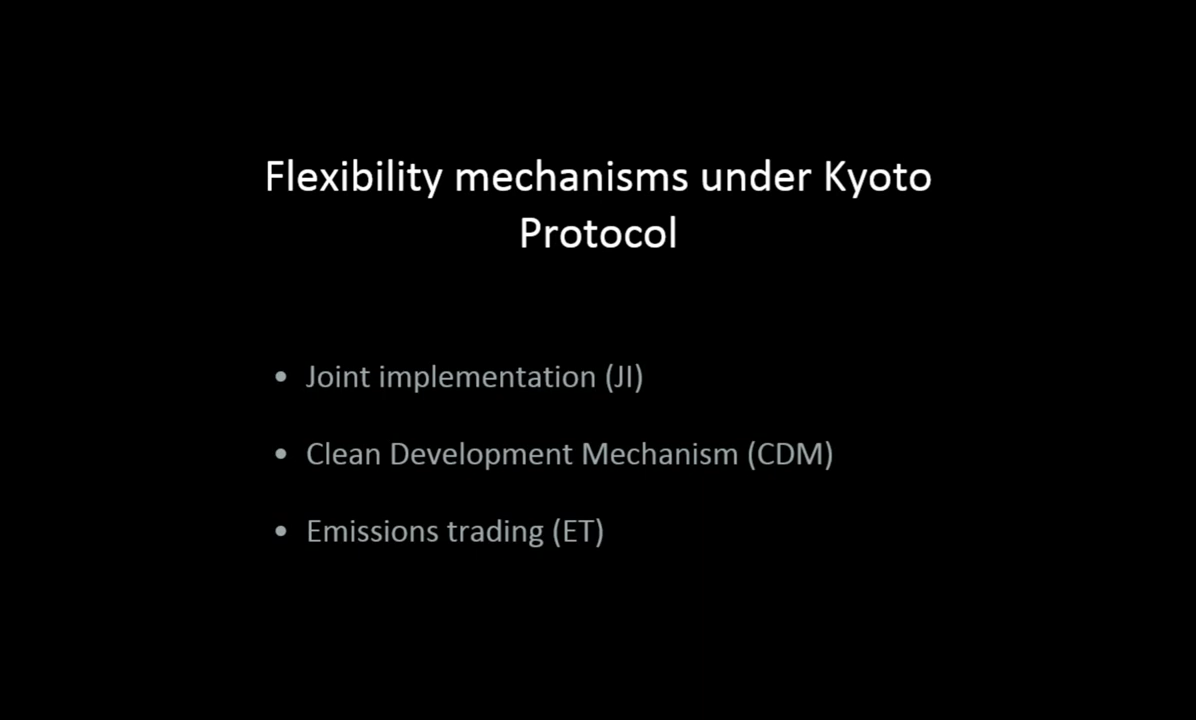 Flexibility mechanisms under Kyoto
Protocol
• Joint implementation (JI)
• Clean Development Mechanism (CDM)
• Emissions trading (ET)